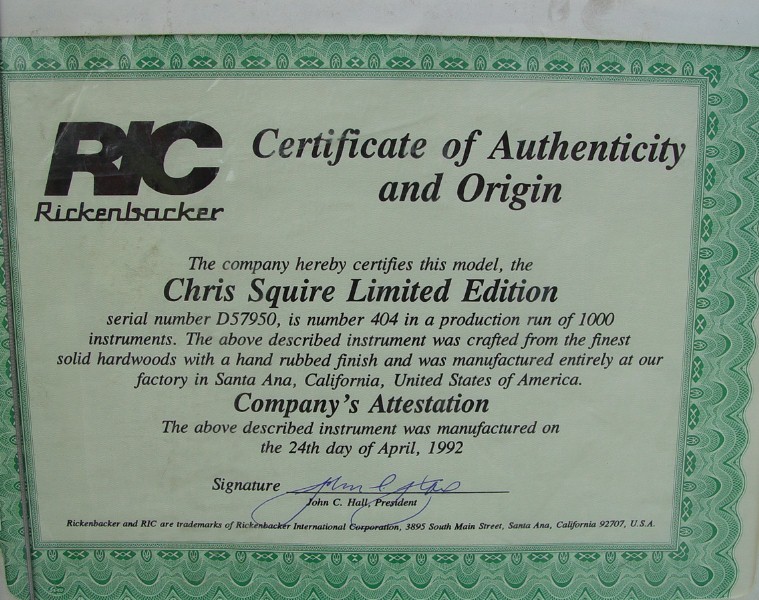 RIC
Rickenbacker
Certificate of Authenticity
and Origin
The company hereby certifies this model, the
Chris Squire Limited Edition
serial number D57950, is number 404 in a production run of 1000
instruments. The above described instrument was crafted from the finest
solid hardwoods with a hand rubbed finish and was manufactured entirely at our
factory in Santa Ana, California, United States of America.
Company's Attestation
The above described instrument was manufactured on
the 24th day of April, 1992
Signature John C Hall
John C. Hall, President
Rickenbacker and RIC are trademarks of Rickenbacker International Corporation, 3895 South Main Street, Santa Ana, California 92707, U.S.A.